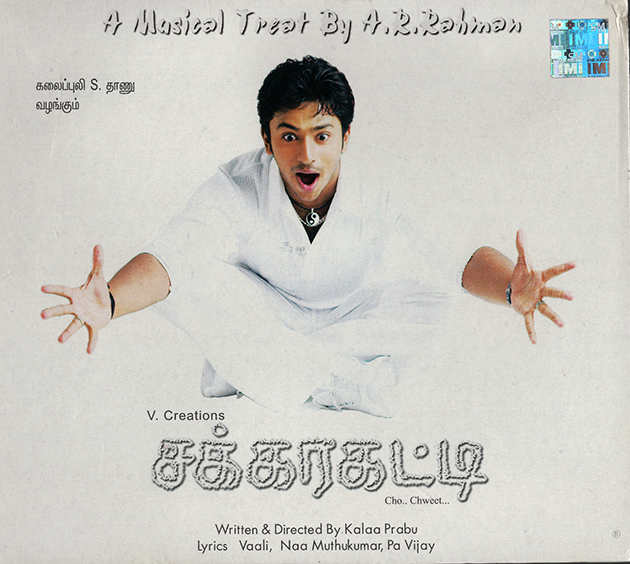 A Musical Treat By A.R.Rahman
கலைப்புலி S. தாணு
வழங்கும்
V. Creations
சக்கரகட்டி
Cho.. Chweet...
Written & Directed By Kalaa Prabu
Lyrics Vaali, Naa Muthukumar, Pa Vijay